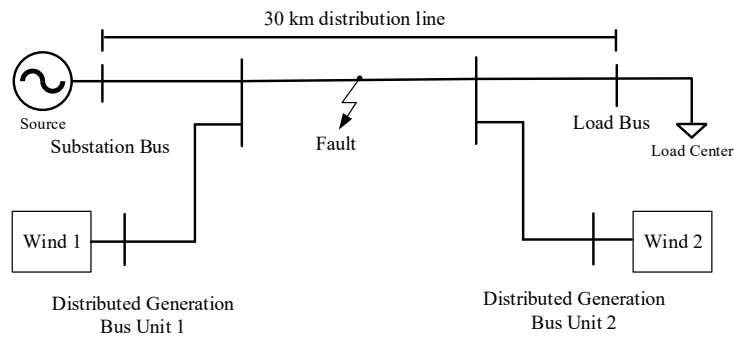 30 km distribution line
Source
Substation Bus
Fault
Load Bus
Load Center
Wind 1
Wind 2
Distributed Generation
Bus Unit 1
Distributed Generation
Bus Unit 2